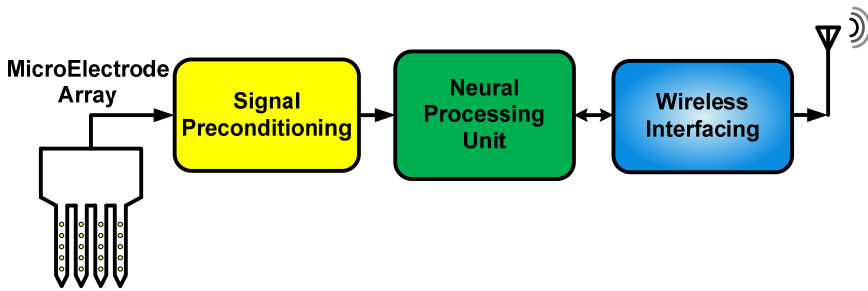 MicroElectrode
Array
Signal
Preconditioning
Neural
Processing
Unit
Wireless
Interfacing